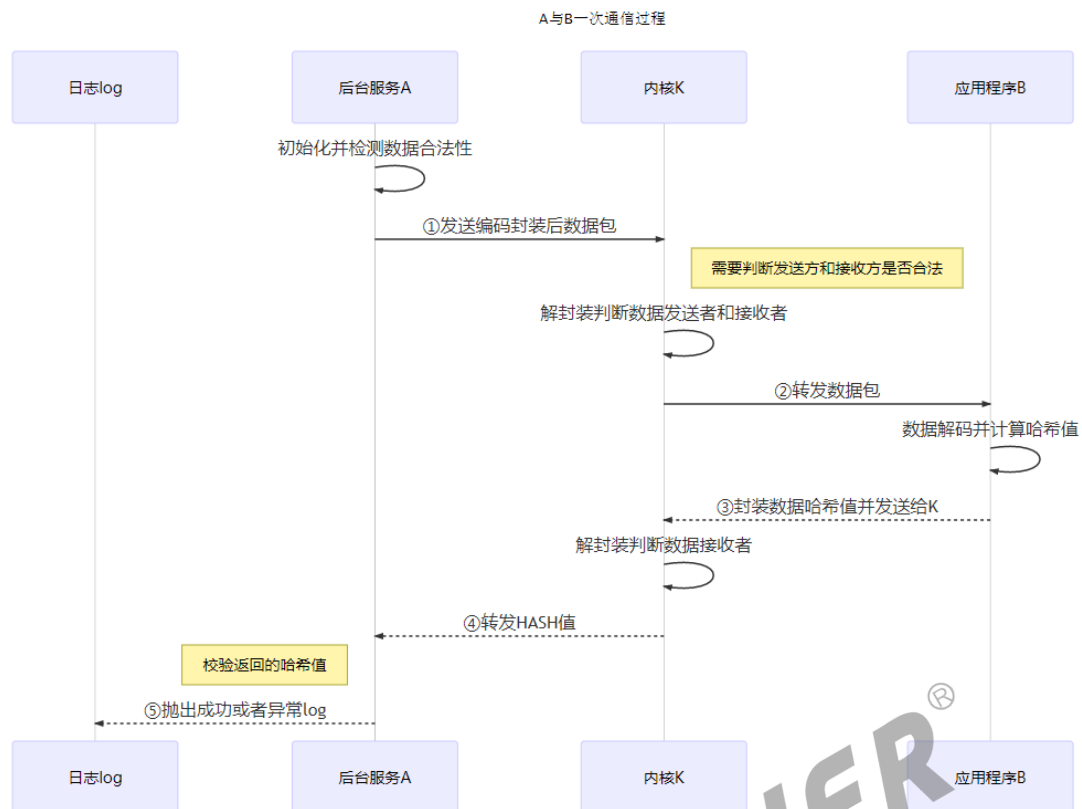 A与B一次通信过程
日志log
后台服务A
内核K
应用程序B
初始化并检测数据合法性
①发送编码封装后数据包
需要判断发送方和接收方是否合法
解封装判断数据发送者和接收者
②转发数据包
数据解码并计算哈希值
③封装数据哈希值并发送给K
解封装判断数据接收者
④转发HASH值
校验返回的哈希值
⑤抛出成功或者异常log
日志log
后台服务A
内核K
应用程序B